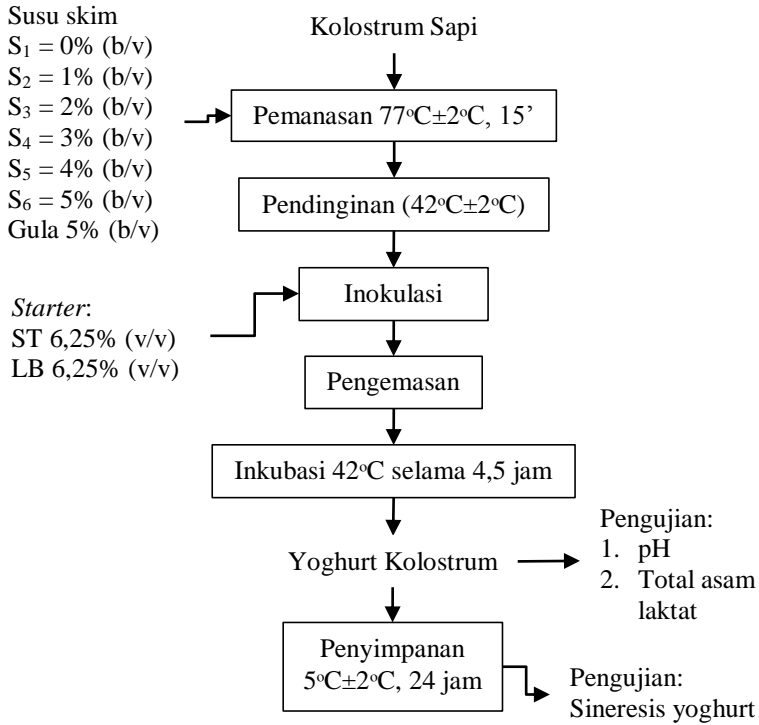 Susu skim
S₁ = 0% (b/v)
S₂ = 1% (b/v)
S₃ = 2% (b/v)
S₄ = 3% (b/v)
S₅ = 4% (b/v)
S₆ = 5% (b/v)
Gula 5% (b/v)
Kolostrum Sapi
Pemanasan 77°C±2°C, 15’
Pendinginan (42°C±2°C)
Starter:
ST 6,25% (v/v)
LB 6,25% (v/v)
Inokulasi
Pengemasan
Inkubasi 42°C selama 4,5 jam
Yoghurt Kolostrum
Pengujian:
1. pH
2. Total asam
laktat
Penyimpanan
5°C±2°C, 24 jam
Pengujian:
Sineresis yoghurt